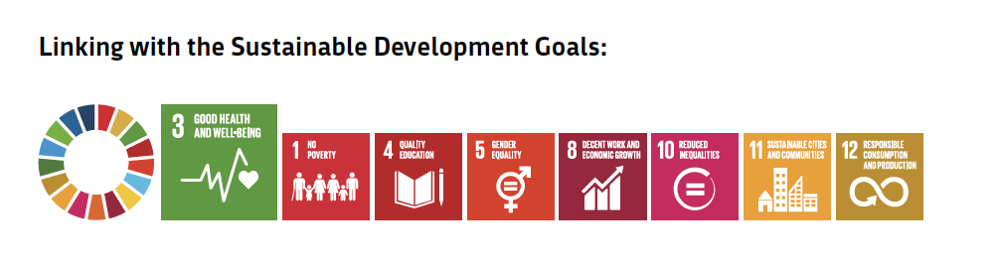 Linking with the Sustainable Development Goals:
3 GOOD HEALTH
AND WELL-BEING
1 NO
POVERTY
4 QUALITY
EDUCATION
5 GENDER
EQUALITY
8 DECENT WORK AND
ECONOMIC GROWTH
10 REDUCED
INEQUALITIES
11 SUSTAINABLE CITIES
AND COMMUNITIES
12 RESPONSIBLE
CONSUMPTION
AND PRODUCTION